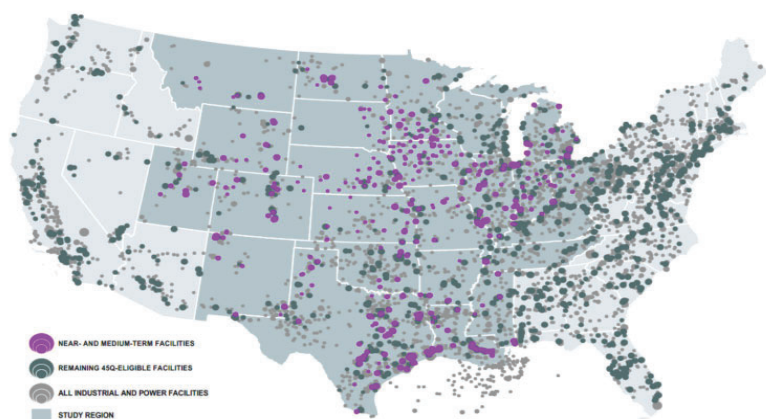 NEAR- AND MEDIUM-TERM FACILITIES
REMAINING 45Q-ELIGIBLE FACILITIES
ALL INDUSTRIAL AND POWER FACILITIES
STUDY REGION